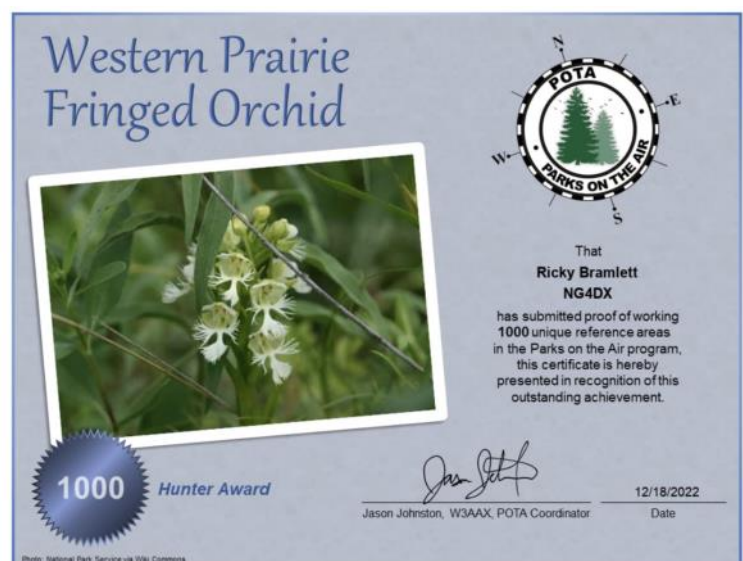 Western Prairie
Fringed Orchid
N
E
W
S
POTA
PARKS ON THE AIR
That
Ricky Bramlett
NG4DX
has submitted proof of working
1000 unique reference areas
in the Parks on the Air program,
this certificate is hereby
presented in recognition of this
outstanding achievement.
1000
Hunter Award
Jason Johnston, W3AAX, POTA Coordinator
12/18/2022
Date
Photo: National Park Service via Wiki Commons